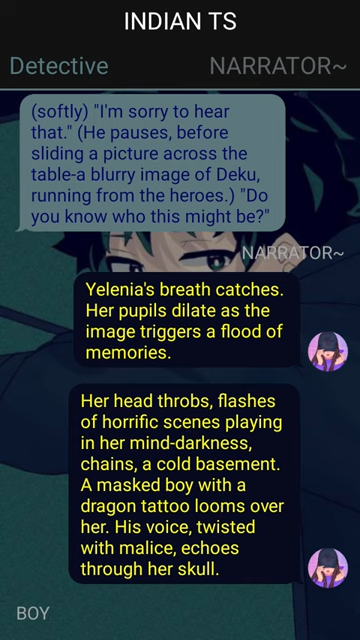 INDIAN TS
Detective
NARRATOR~
(softly) "I'm sorry to hear
that." (He pauses, before
sliding a picture across the
table-a blurry image of Deku,
running from the heroes.) "Do
you know who this might be?"
NARRATOR~
Yelenia's breath catches.
Her pupils dilate as the
image triggers a flood of
memories.
Her head throbs, flashes
of horrific scenes playing
in her mind-darkness,
chains, a cold basement.
A masked boy with a
dragon tattoo looms over
her. His voice, twisted
with malice, echoes
through her skull.
BOY